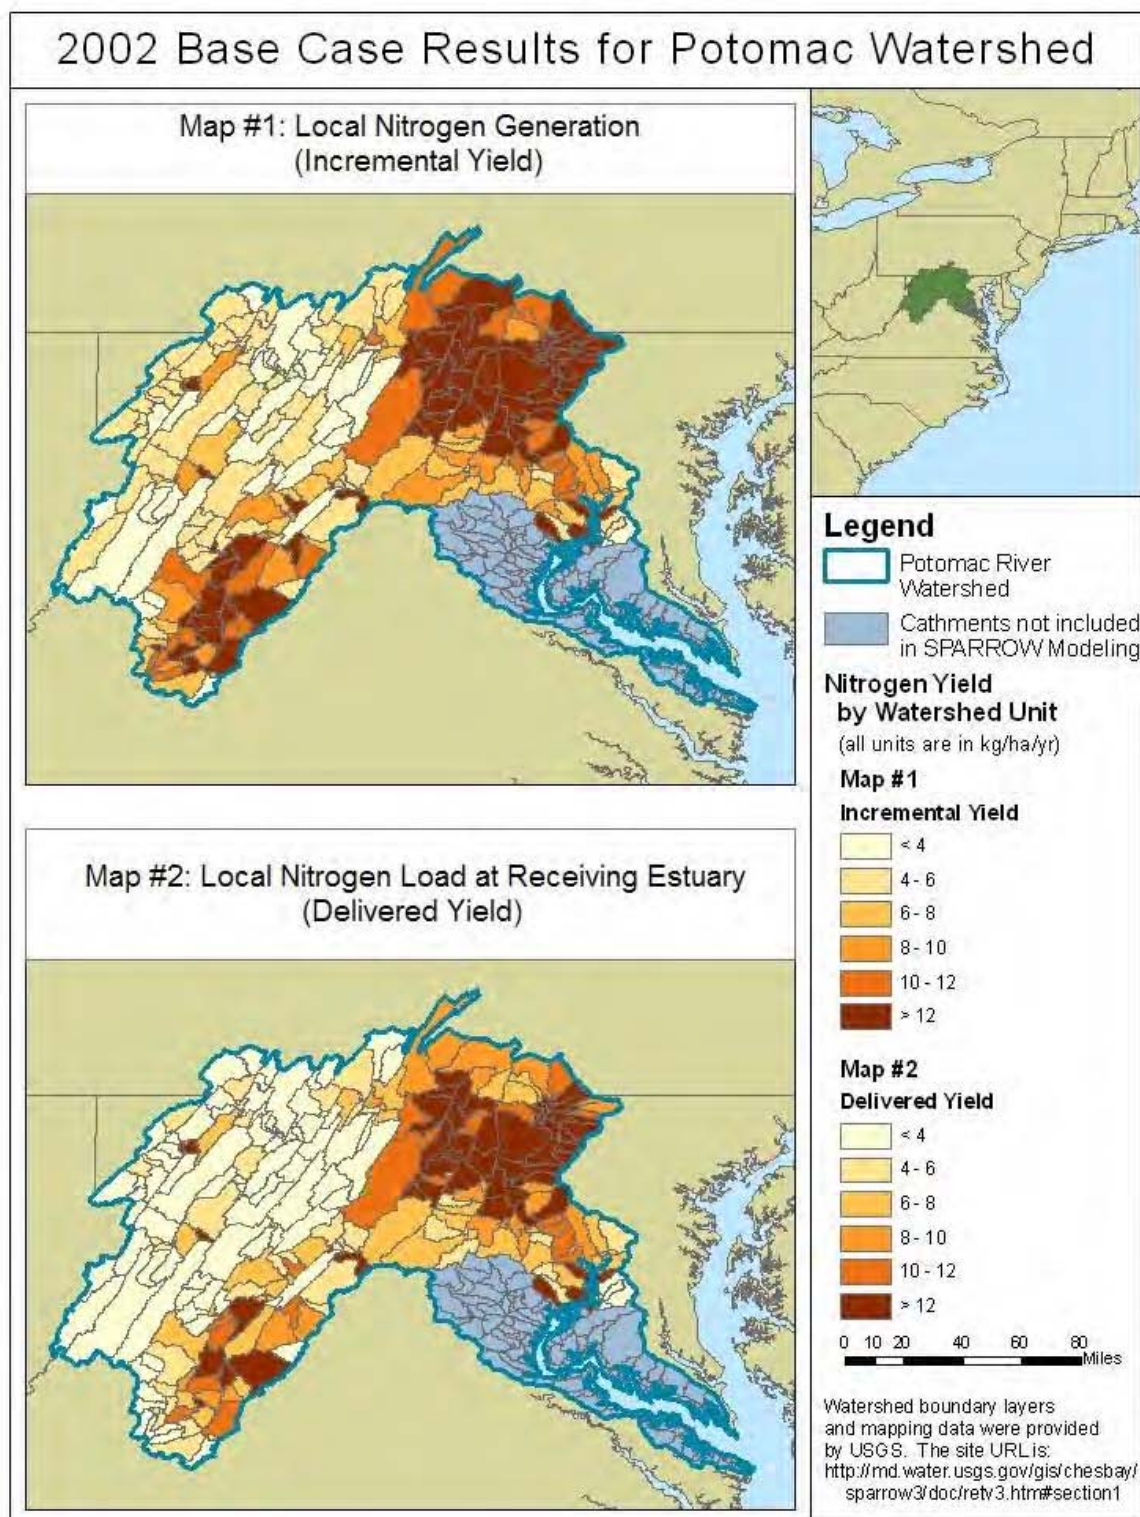 2002 Base Case Results for Potomac Watershed
Map #1: Local Nitrogen Generation
(Incremental Yield)
Map #2: Local Nitrogen Load at Receiving Estuary
(Delivered Yield)
Legend
Potomac River
Watershed
Cathments not included
in SPARROW Modeling
Nitrogen Yield
by Watershed Unit
(all units are in kg/ha/yr)
Map #1
Incremental Yield
< 4
4 - 6
6 - 8
8 - 10
10 - 12
> 12
Map #2
Delivered Yield
< 4
4 - 6
6 - 8
8 - 10
10 - 12
> 12
0 10 20 40 60 80
Miles
Watershed boundary layers
and mapping data were provided
by USGS. The site URL is:
http://md.water.usgs.gov/gis/chesbay/
sparrow3/doc/retv3.htm#section1